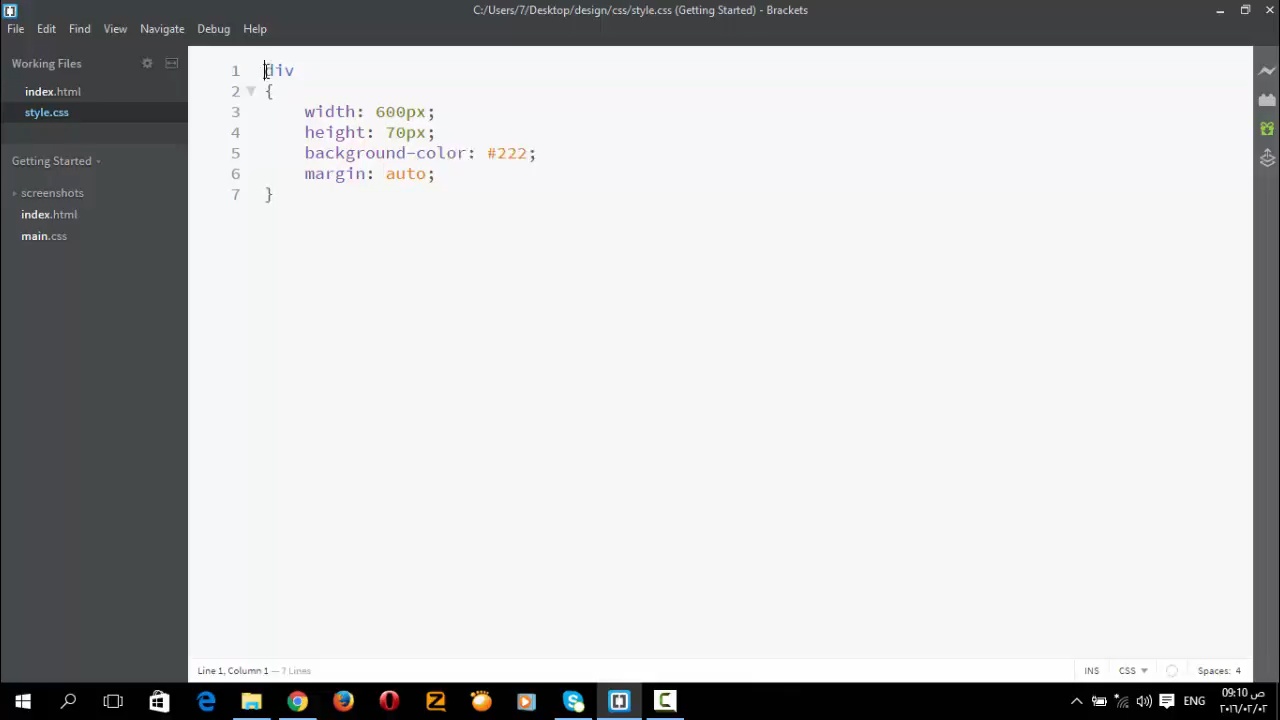 C:/Users/7/Desktop/design/css/style.css (Getting Started) - Brackets
File Edit Find View Navigate Debug Help
Working Files
index.html
style.css
Getting Started
screenshots
index.html
main.css
1 div
2 {
3 width: 600px;
4 height: 70px;
5 background-color: #222;
6 margin: auto;
7 }
Line 1, Column 1 — 7 Lines
INS CSS Spaces: 4
ENG
09:10 ص
٢٠١٦/٠٢/٠٢